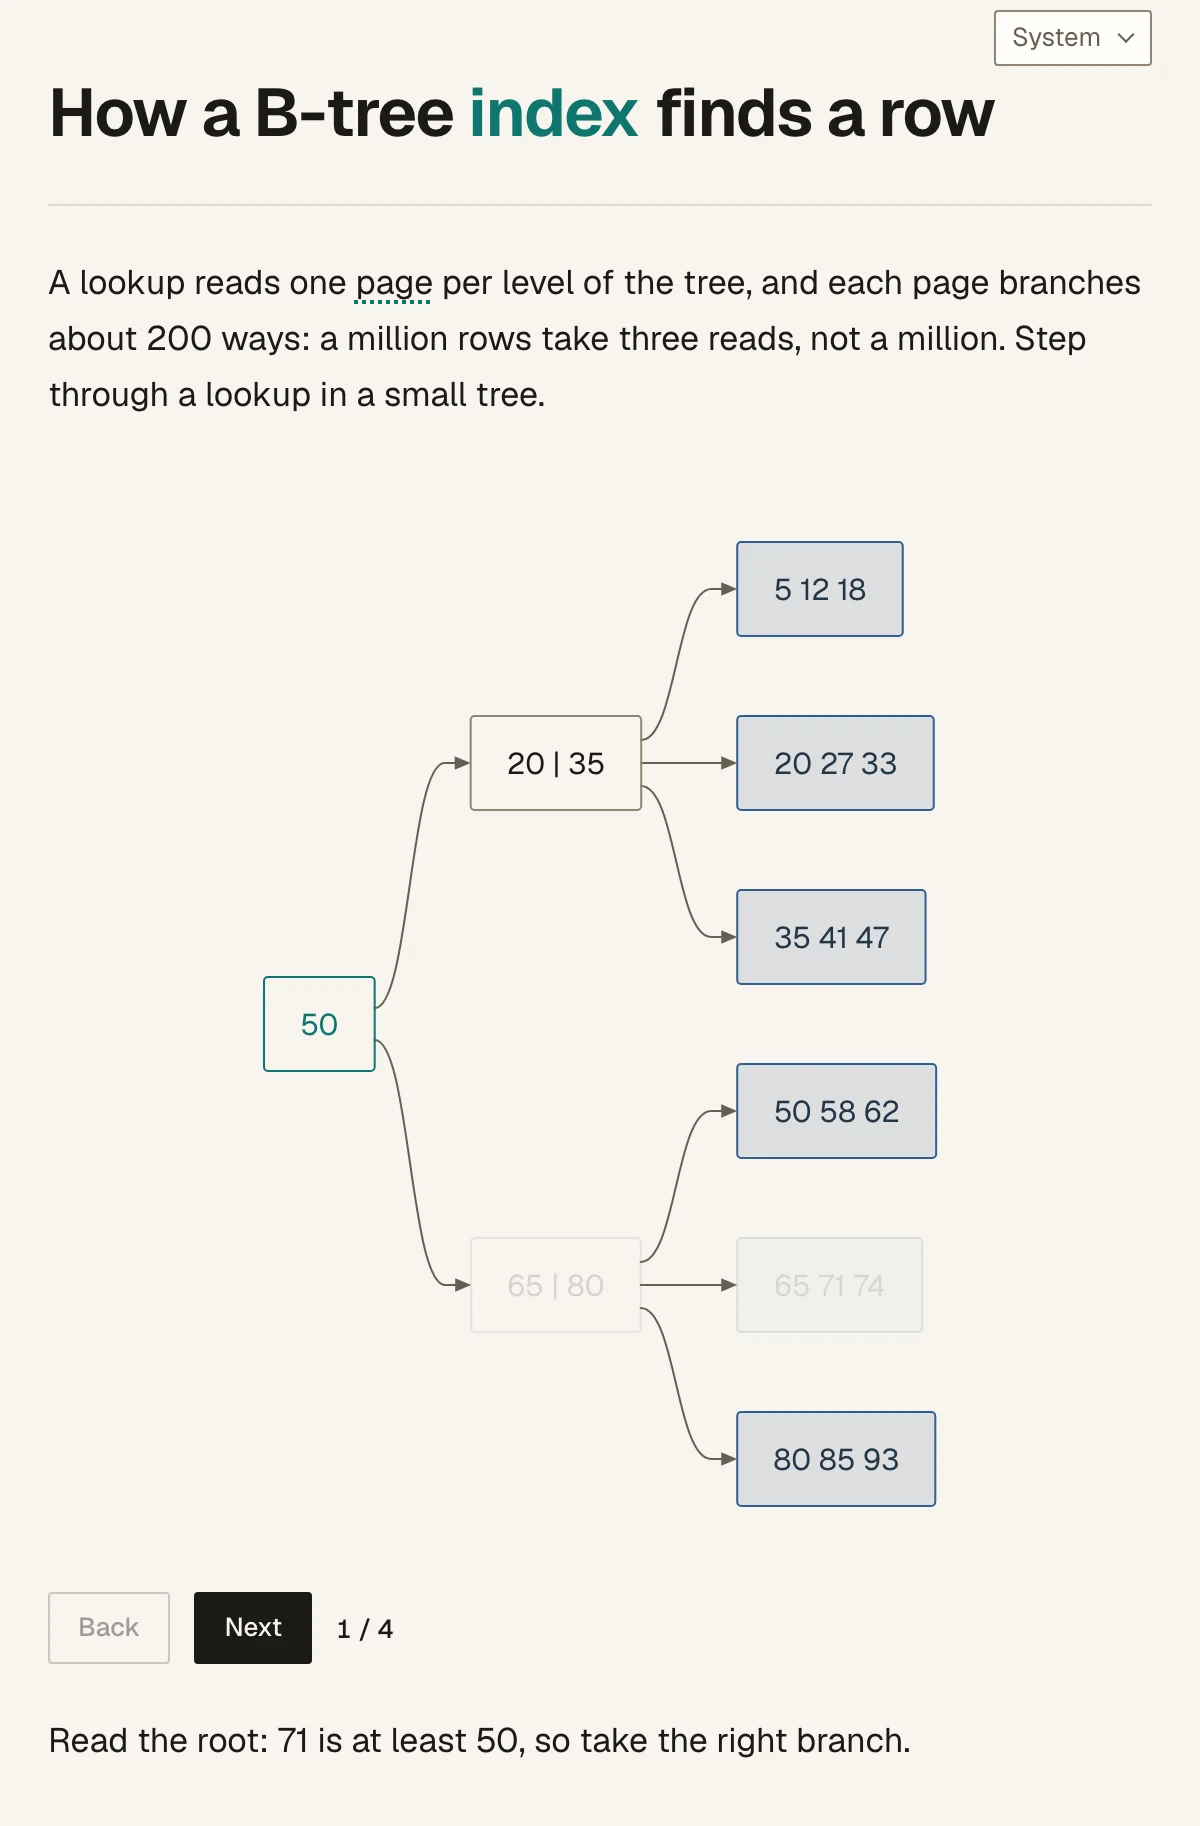 System
How a B-tree index finds a row
A lookup reads one page per level of the tree, and each page branches
about 200 ways: a million rows take three reads, not a million. Step
through a lookup in a small tree.
5 12 18
20 | 35
20 27 33
35 41 47
50
50 58 62
65 | 80
65 71 74
80 85 93
Back
Next
1 / 4
Read the root: 71 is at least 50, so take the right branch.